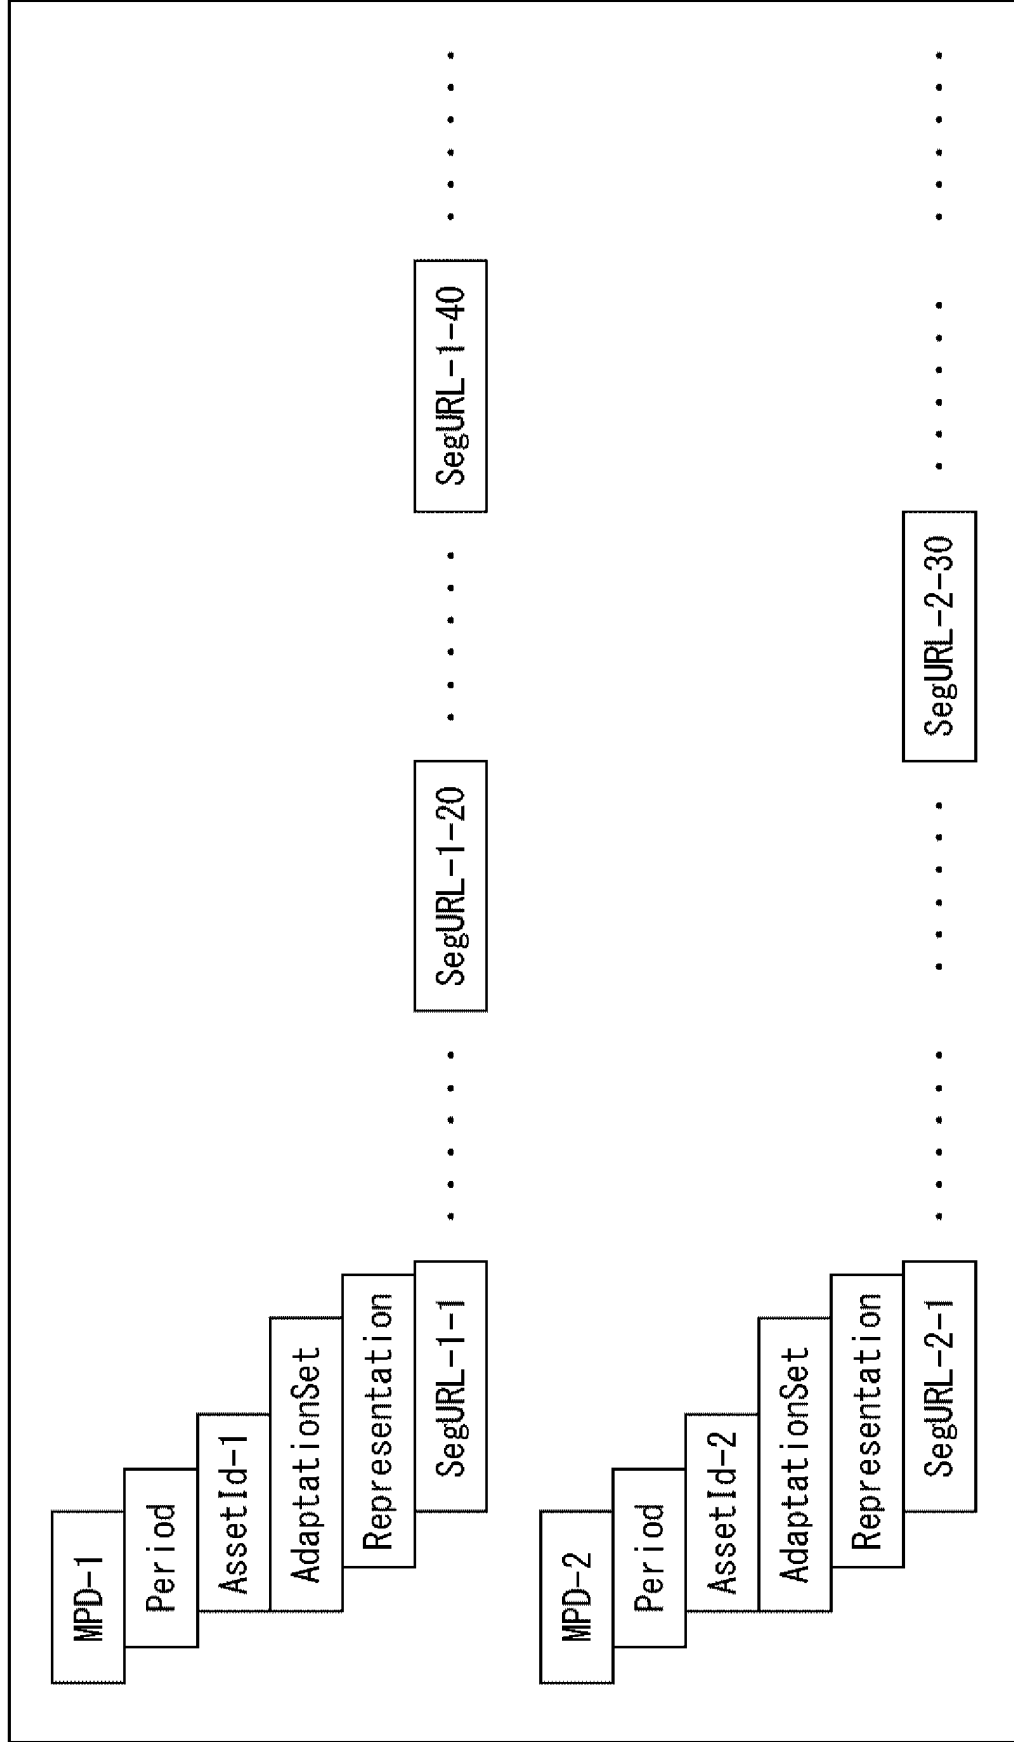 MPD-1
Period
AssetId-1
AdaptationSet
Representation
SegURL-1-1 ...... SegURL-1-20 ...... SegURL-1-40 ......
MPD-2
Period
AssetId-2
AdaptationSet
Representation
SegURL-2-1 ...... ...... SegURL-2-30 ...... ......